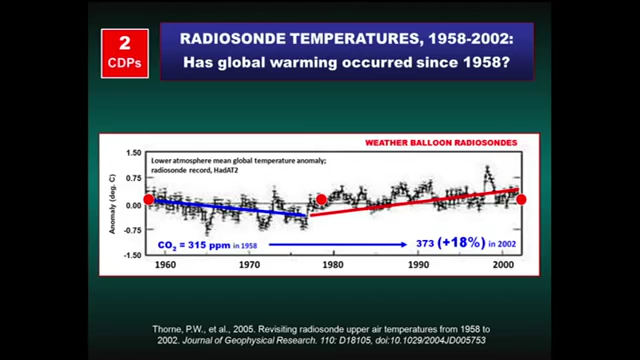 2
CDPs
RADIOSONDE TEMPERATURES, 1958-2002:
Has global warming occurred since 1958?
WEATHER BALLOON RADIOSONDES
Lower atmosphere mean global temperature anomaly;
radiosonde record, HadAT2
Anomaly (deg. C)
1.50
0.75
0.00
-0.75
-1.50
CO₂ = 315 ppm in 1958
373 (+18%) in 2002
1960 1970 1980 1990 2000
Thorne, P.W., et al., 2005. Revisiting radiosonde upper air temperatures from 1958 to
2002. Journal of Geophysical Research. 110: D18105, doi:10.1029/2004JD005753